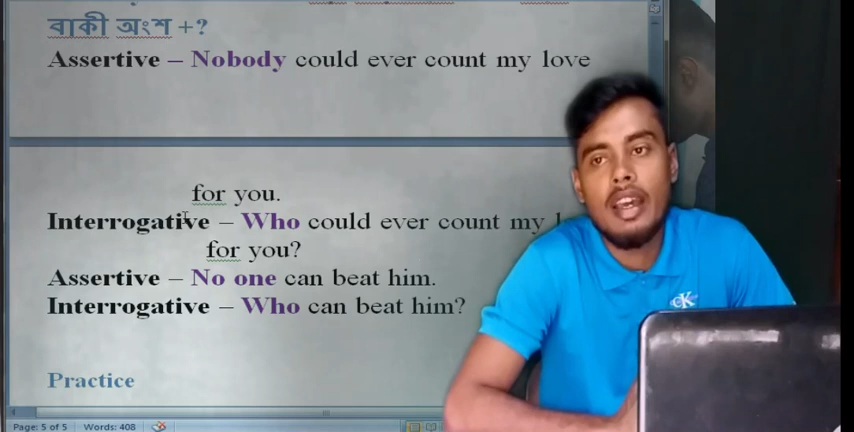 বাকী অংশ +?
Assertive – Nobody could ever count my love
for you.
Interrogative – Who could ever count my
for you?
Assertive – No one can beat him.
Interrogative – Who can beat him?
Practice
cK
Page: 5 of 5 Words: 408